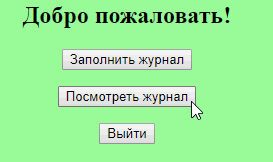 Добро пожаловать!
Заполнить журнал
Посмотреть журнал
Выйти